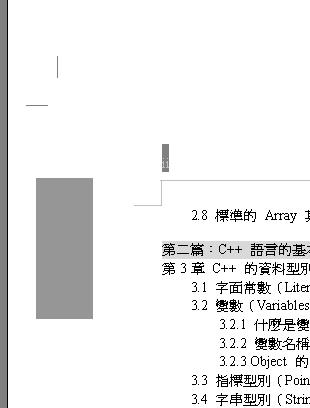 ii
2.8 標準的 Array
第二篇：C++ 語言的基本
第 3 章 C++ 的資料型別
3.1 字面常數 (Liter
3.2 變數 (Variables
3.2.1 什麼是變
3.2.2 變數名稱
3.2.3 Object 的
3.3 指標型別 (Poin
3.4 字串型別 (Strin